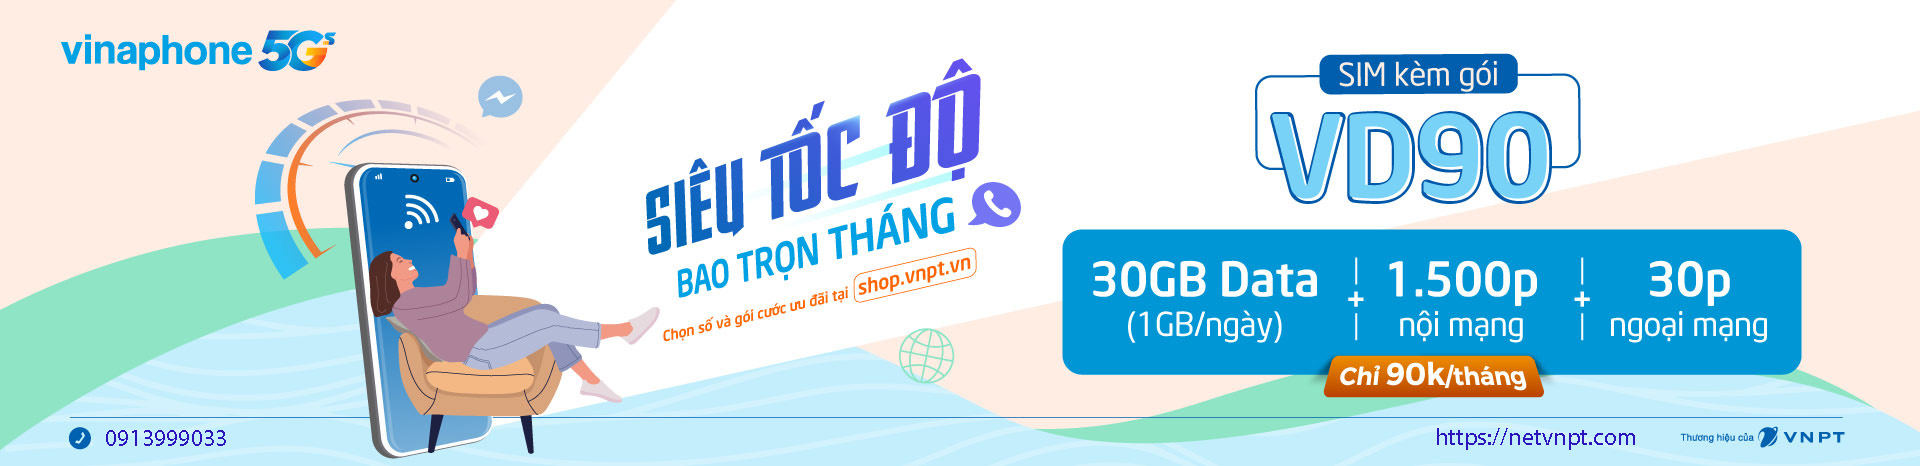 vinaphone 5Gs
SIÊU TỐC ĐỘ
BAO TRỌN THÁNG
Chọn số và gói cước ưu đãi tại shop.vnpt.vn
SIM kèm gói
VD90
30GB Data + 1.500p + 30p
(1GB/ngày) nội mạng ngoại mạng
Chỉ 90k/tháng
0913999033
https://netvnpt.com
Thương hiệu của VNPT